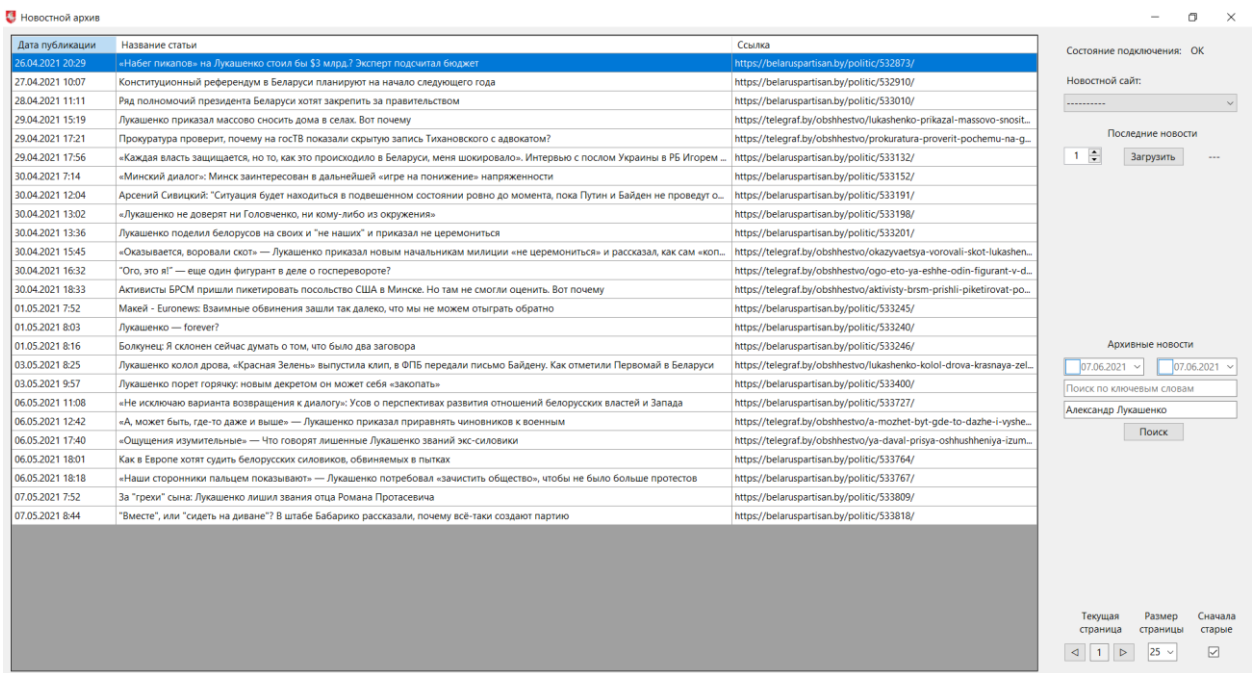 Новостной архив
Дата публикации Название статьи Ссылка
26.04.2021 20:29 «Набег пикапов» на Лукашенко стоил бы $3 млрд.? Эксперт подсчитал бюджет https://belaruspartisan.by/politic/532873/
27.04.2021 10:07 Конституционный референдум в Беларуси планируют на начало следующего года https://belaruspartisan.by/politic/532910/
28.04.2021 11:11 Ряд полномочий президента Беларуси хотят закрепить за правительством https://belaruspartisan.by/politic/533010/
29.04.2021 15:19 Лукашенко приказал массово сносить дома в селах. Вот почему https://telegraf.by/obshhestvo/lukashenko-prikazal-massovo-snosit...
29.04.2021 17:21 Прокуратура проверит, почему на госТВ показали скрытую запись Тихановского с адвокатом? https://telegraf.by/obshhestvo/prokuratura-proverit-pochemu-na-g...
29.04.2021 17:56 «Каждая власть защищается, но то, как это происходило в Беларуси, меня шокировало». Интервью с послом Украины в РБ Игорем ... https://belaruspartisan.by/politic/533132/
30.04.2021 7:14 «Минский диалог»: Минск заинтересован в дальнейшей «игре на понижение» напряженности https://belaruspartisan.by/politic/533152/
30.04.2021 12:04 Арсений Сивицкий: "Ситуация будет находиться в подвешенном состоянии ровно до момента, пока Путин и Байден не проведут о... https://belaruspartisan.by/politic/533191/
30.04.2021 13:02 «Лукашенко не доверят ни Головченко, ни кому-либо из окружения» https://belaruspartisan.by/politic/533198/
30.04.2021 13:36 Лукашенко поделил белорусов на своих и "не наших" и приказал не церемониться https://belaruspartisan.by/politic/533201/
30.04.2021 15:45 «Оказывается, воровали скот» — Лукашенко приказал новым начальникам милиции «не церемониться» и рассказал, как сам «коп... https://telegraf.by/obshhestvo/okazyvaetsya-vorovali-skot-lukashen...
30.04.2021 16:32 "Ого, это я!" — еще один фигурант в деле о госперевороте? https://telegraf.by/obshhestvo/ogo-eto-ya-eshhe-odin-figurant-v-d...
30.04.2021 18:33 Активисты БРСМ пришли пикетировать посольство США в Минске. Но там не смогли оценить. Вот почему https://telegraf.by/obshhestvo/aktivisty-brsm-prishli-piketirovat-po...
01.05.2021 7:52 Макей - Euronews: Взаимные обвинения зашли так далеко, что мы не можем отыграть обратно https://belaruspartisan.by/politic/533245/
01.05.2021 8:03 Лукашенко — forever? https://belaruspartisan.by/politic/533240/
01.05.2021 8:16 Болкунец: Я склонен сейчас думать о том, что было два заговора https://belaruspartisan.by/politic/533246/
03.05.2021 8:25 Лукашенко колол дрова, «Красная Зелень» выпустила клип, в ФПБ передали письмо Байдену. Как отметили Первомай в Беларуси https://telegraf.by/obshhestvo/lukashenko-kolol-drova-krasnaya-zel...
03.05.2021 9:57 Лукашенко порет горячку: новым декретом он может себя «закопать» https://belaruspartisan.by/politic/533400/
06.05.2021 11:08 «Не исключаю варианта возвращения к диалогу»: Усов о перспективах развития отношений белорусских властей и Запада https://belaruspartisan.by/politic/533727/
06.05.2021 12:42 «А, может быть, где-то даже и выше» — Лукашенко приказал приравнять чиновников к военным https://telegraf.by/obshhestvo/a-mozhet-byt-gde-to-dazhe-i-vyshe...
06.05.2021 17:40 «Ощущения изумительные» — Что говорят лишенные Лукашенко званий экс-силовики https://telegraf.by/obshhestvo/ya-daval-prisya-oshhushheniya-izum...
06.05.2021 18:01 Как в Европе хотят судить белорусских силовиков, обвиняемых в пытках https://belaruspartisan.by/politic/533764/
06.05.2021 18:18 «Наши сторонники пальцем показывают» — Лукашенко потребовал «зачистить общество», чтобы не было больше протестов https://belaruspartisan.by/politic/533767/
07.05.2021 7:52 За "грехи" сына: Лукашенко лишил звания отца Романа Протасевича https://belaruspartisan.by/politic/533809/
07.05.2021 8:44 "Вместе", или "сидеть на диване"? В штабе Бабарико рассказали, почему всё-таки создают партию https://belaruspartisan.by/politic/533818/
Состояние подключения: OK
Новостной сайт:
----------
Последние новости
1 Загрузить ---
Архивные новости
07.06.2021 07.06.2021
Поиск по ключевым словам
Александр Лукашенко
Поиск
Текущая Размер Сначала
страница страницы старые
1 25